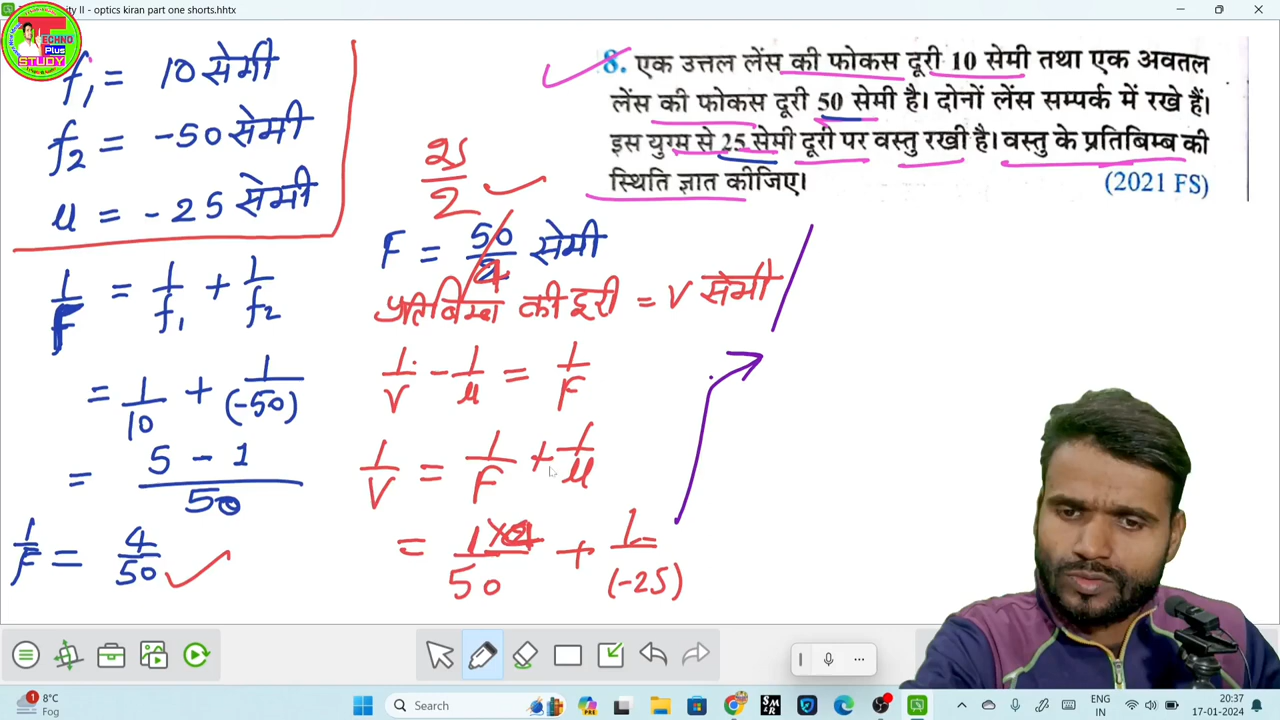 ity II - optics kiran part one shorts.hhtx
TECHNO
Plus
STUDY
f₁ = 10 सेमी
f₂ = -50 सेमी
u = -25 सेमी
1/F = 1/f₁ + 1/f₂
= 1/10 + 1/(-50)
= 5 - 1/50
1/F = 4/50
25/2
F = 50/4 सेमी
प्रतिबिम्ब की दूरी = V सेमी
1/V - 1/u = 1/F
1/V = 1/F + 1/u
= 1×4/50 + 1/(-25)
8. एक उत्तल लेंस की फोकस दूरी 10 सेमी तथा एक अवतल
लेंस की फोकस दूरी 50 सेमी है। दोनों लेंस सम्पर्क में रखे हैं।
इस युग्म से 25 सेमी दूरी पर वस्तु रखी है। वस्तु के प्रतिबिम्ब की
स्थिति ज्ञात कीजिए।
(2021 FS)
1
8°C
Fog
Search
ENG
IN
20:37
17-01-2024